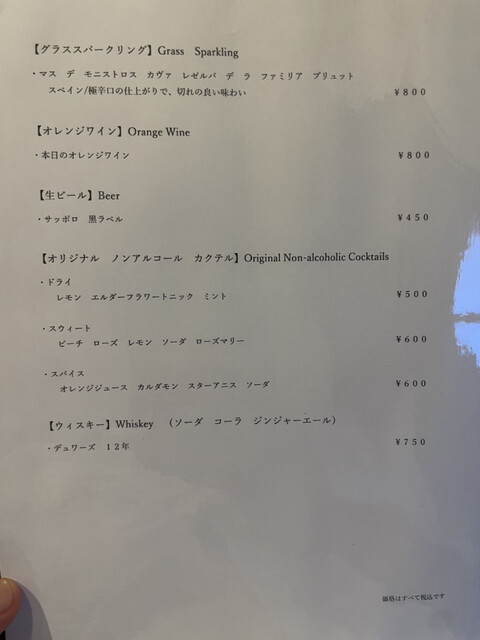 【グラススパークリング】Grass Sparkling
・マス デ モニストロス カヴァ レゼルバ デ ラ ファミリア ブリュット
スペイン/極辛口の仕上がりで、切れの良い味わい ￥８００
【オレンジワイン】Orange Wine
・本日のオレンジワイン ￥８００
【生ビール】Beer
・サッポロ 黒ラベル ￥４５０
【オリジナル ノンアルコール カクテル】Original Non-alcoholic Cocktails
・ドライ
レモン エルダーフラワートニック ミント ￥５００
・スウィート
ピーチ ローズ レモン ソーダ ローズマリー ￥６００
・スパイス
オレンジジュース カルダモン スターアニス ソーダ ￥６００
【ウィスキー】Whiskey （ソーダ コーラ ジンジャーエール）
・デュワーズ １２年 ￥７５０
価格はすべて税込です